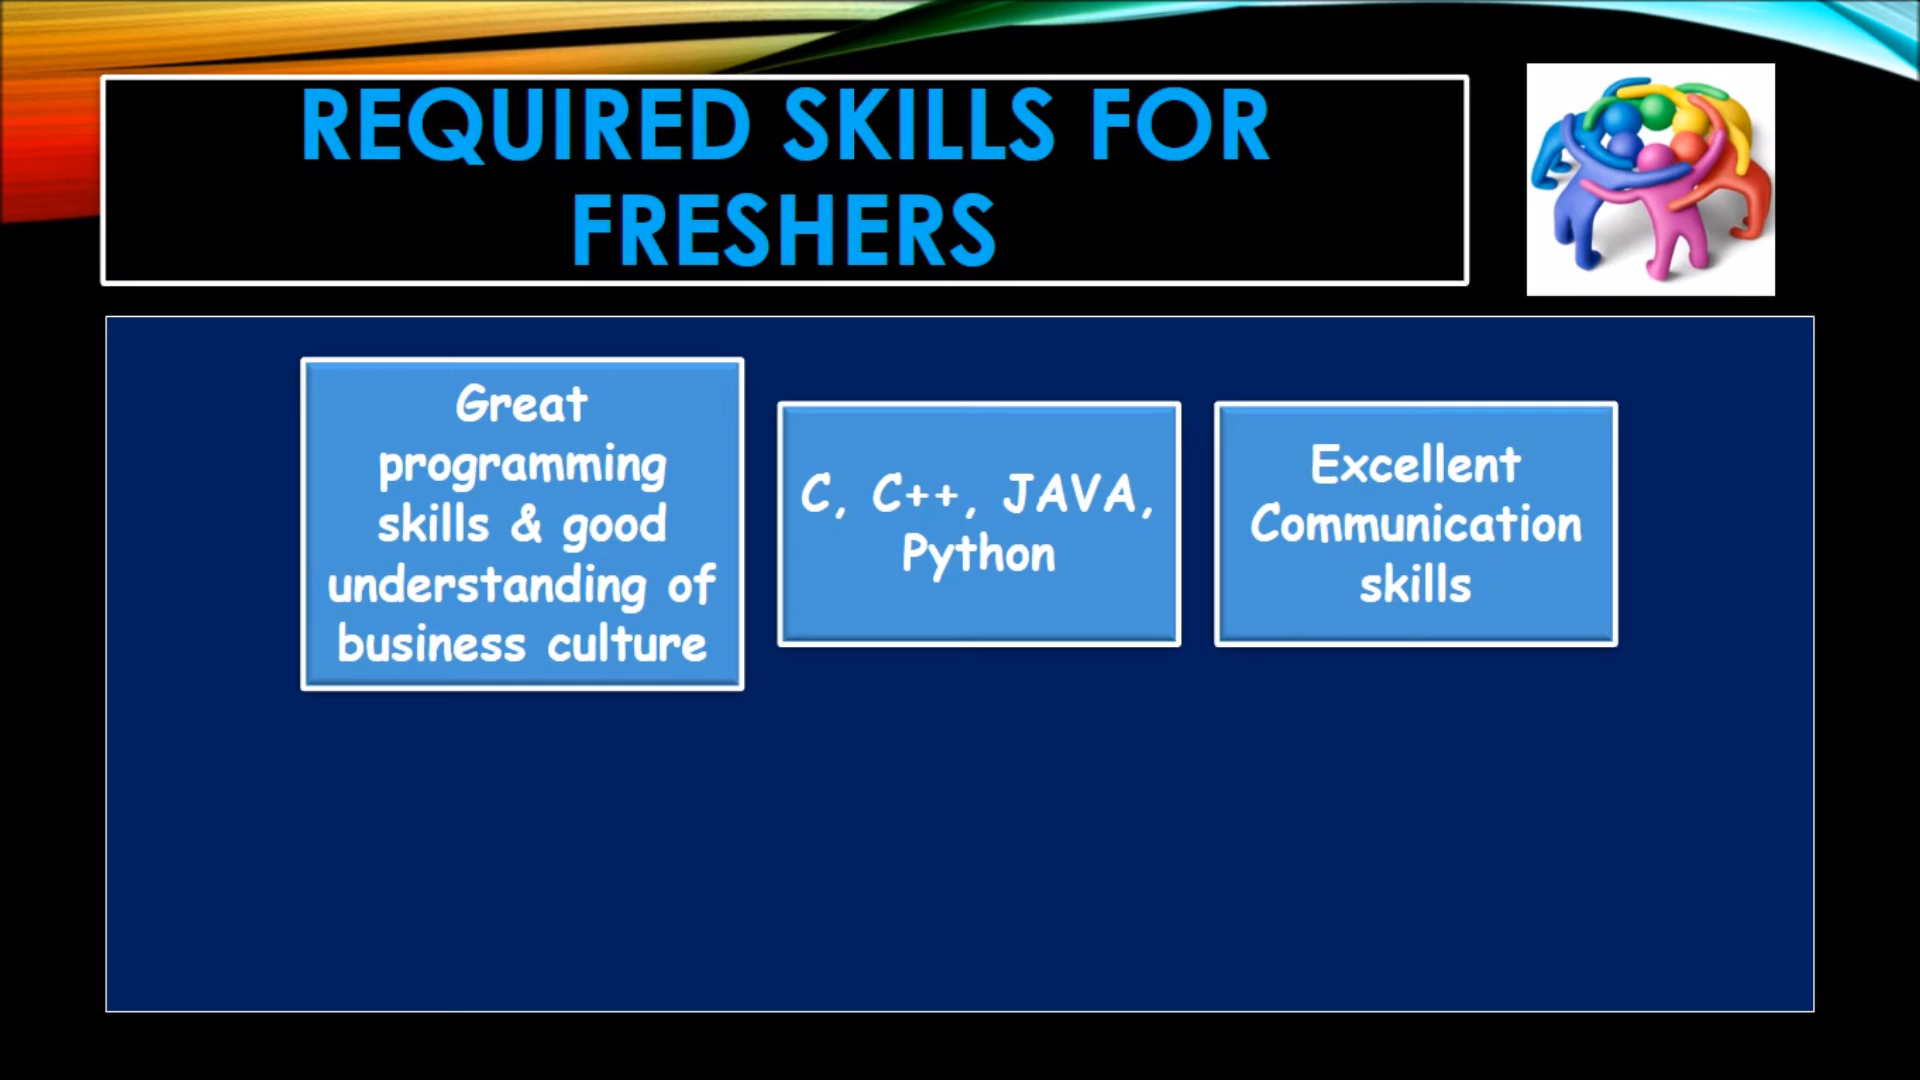 REQUIRED SKILLS FOR
FRESHERS
Great
programming
skills & good
understanding of
business culture
C, C++, JAVA,
Python
Excellent
Communication
skills